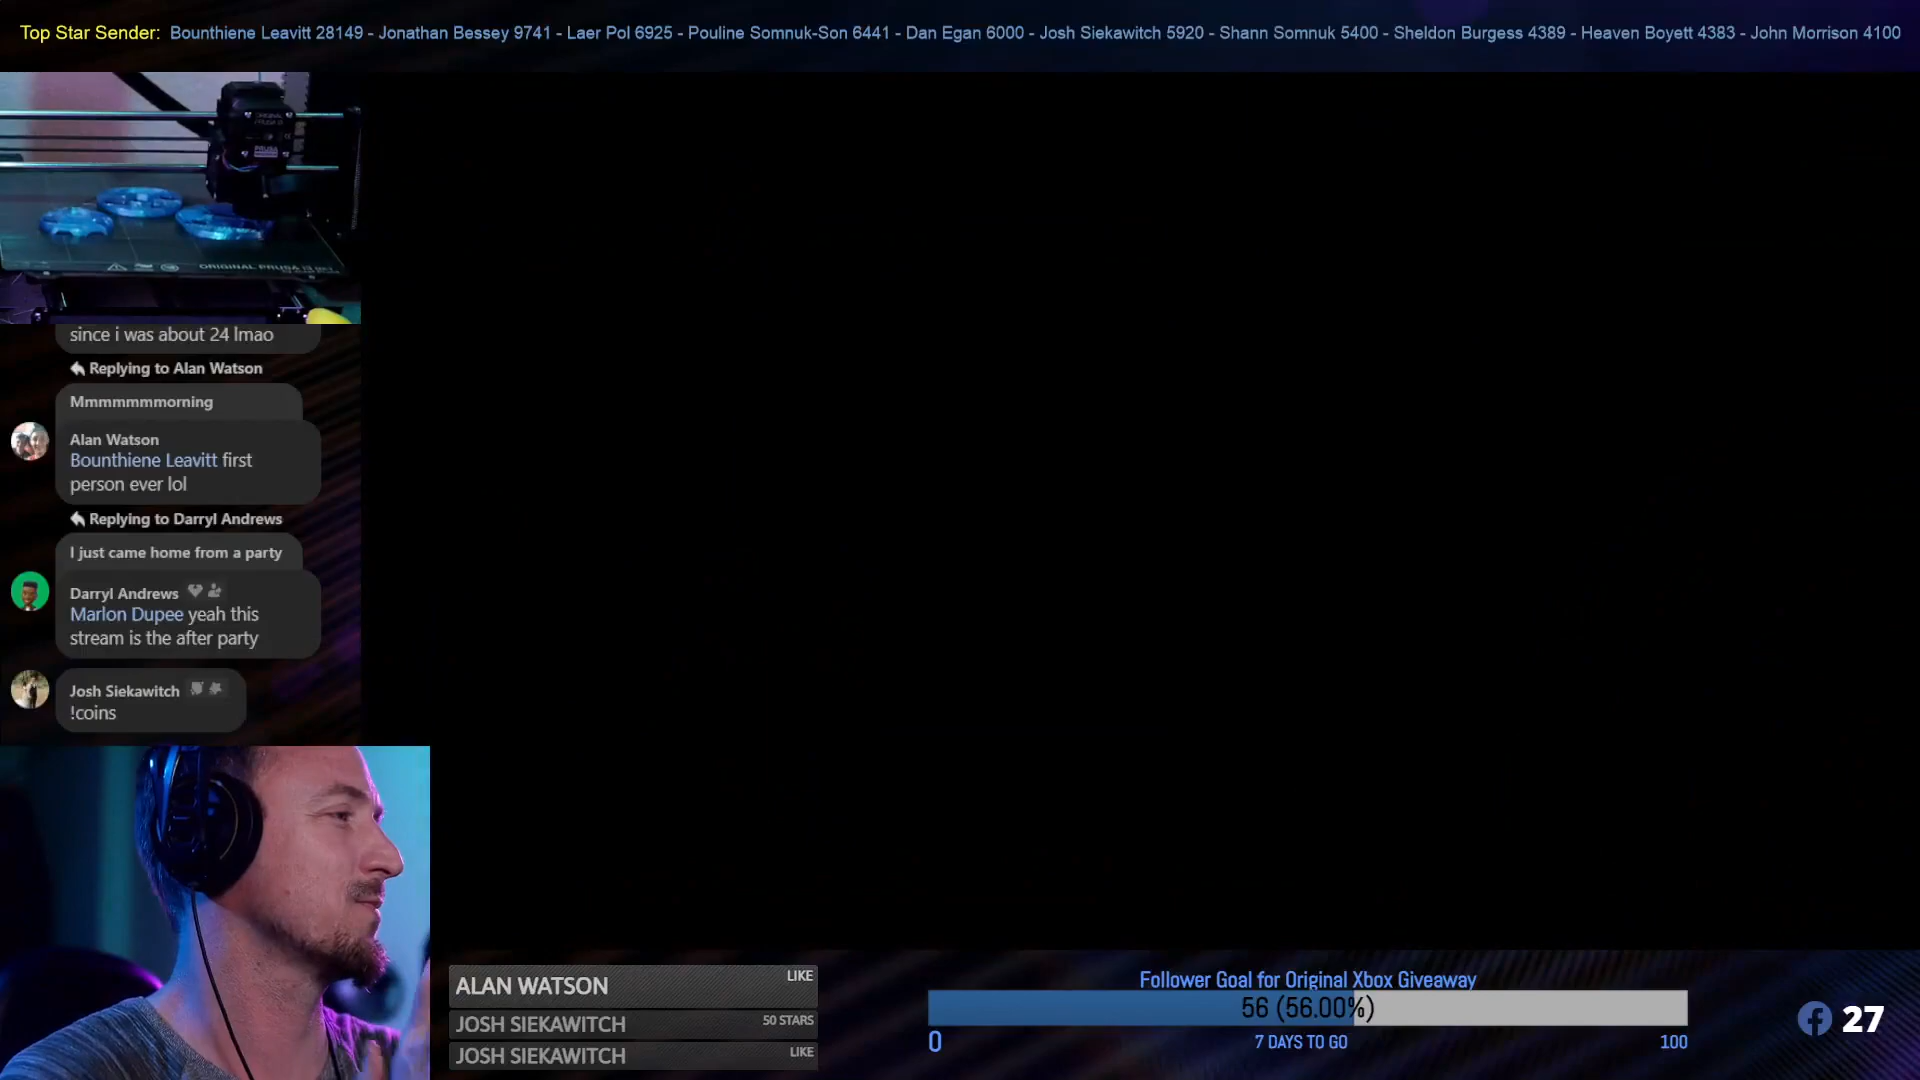 Top Star Sender: Bounthiene Leavitt 28149 - Jonathan Bessey 9741 - Laer Pol 6925 - Pouline Somnuk-Son 6441 - Dan Egan 6000 - Josh Siekawitch 5920 - Shann Somnuk 5400 - Sheldon Burgess 4389 - Heaven Boyett 4383 - John Morrison 4100
ORIGINAL PRUSA
PRUSA
ORIGINAL PRUSA
since i was about 24 lmao
Replying to Alan Watson
Mmmmmmmorning
Alan Watson
Bounthiene Leavitt first
person ever lol
Replying to Darryl Andrews
I just came home from a party
Darryl Andrews
Marlon Dupee yeah this
stream is the after party
Josh Siekawitch
!coins
ALAN WATSON LIKE
JOSH SIEKAWITCH 50 STARS
JOSH SIEKAWITCH LIKE
Follower Goal for Original Xbox Giveaway
56 (56.00%)
0 7 DAYS TO GO 100
27